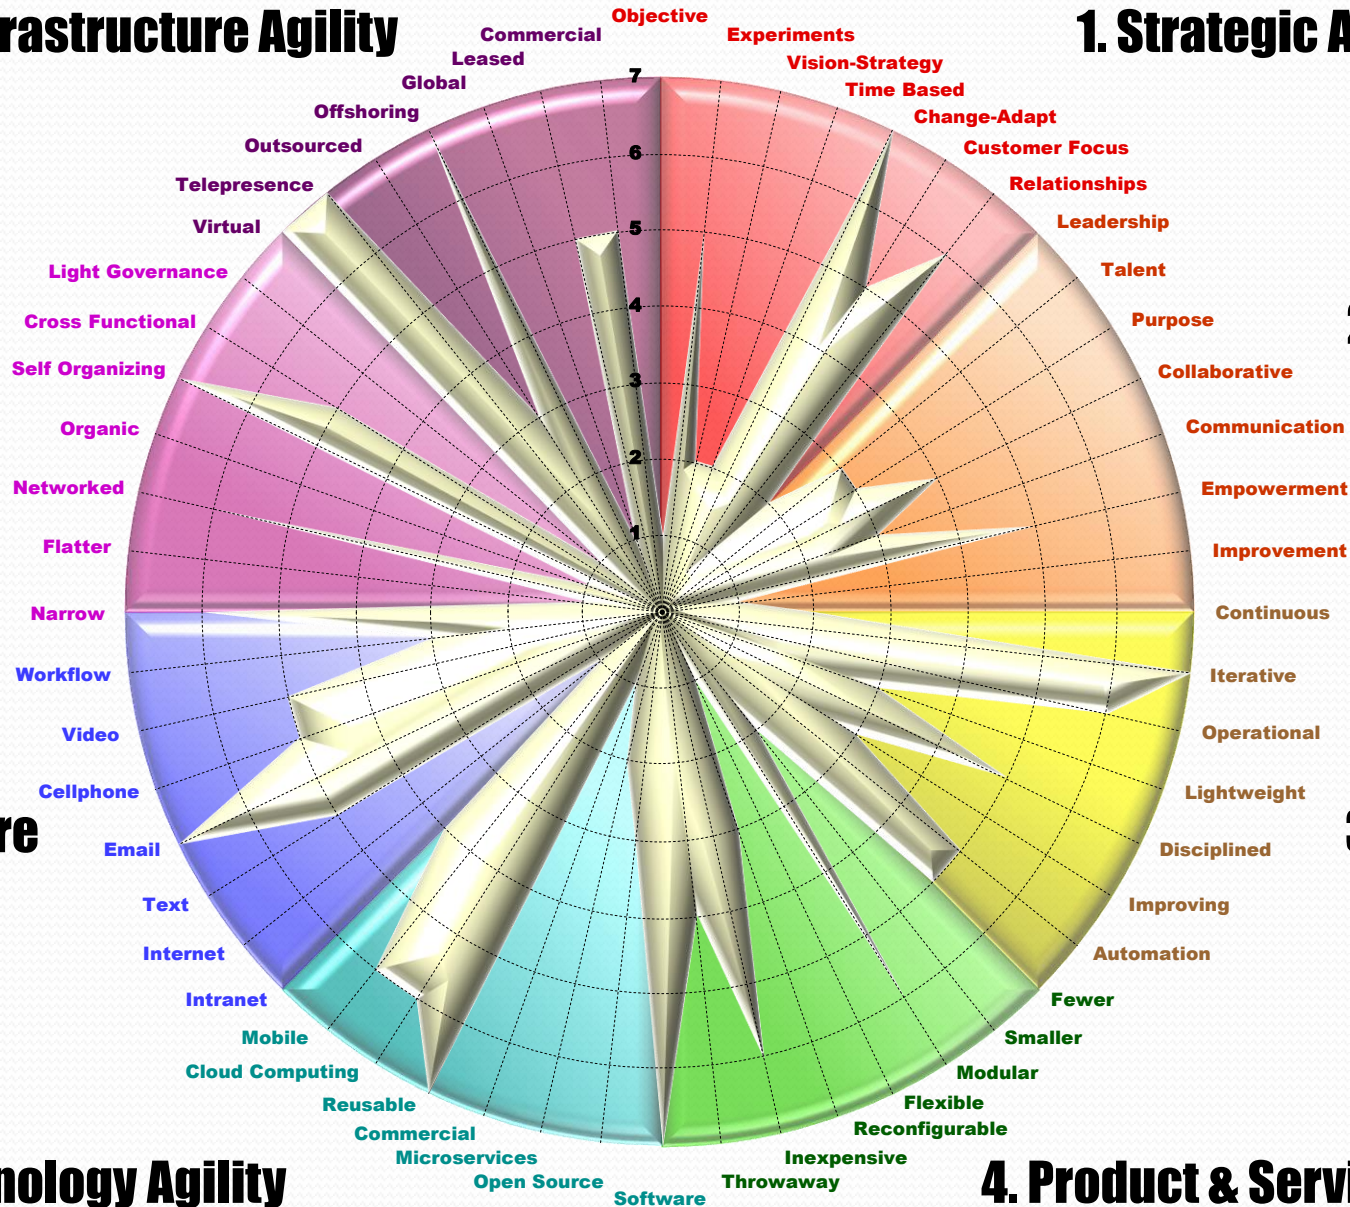 rastructure Agility
1. Strategic A
Objective
Experiments
Vision-Strategy
Time Based
Change-Adapt
Customer Focus
Relationships
Leadership
Talent
Purpose
Collaborative
Communication
Empowerment
Improvement
Continuous
Iterative
Operational
Lightweight
Disciplined
Improving
Automation
Fewer
Smaller
Modular
Flexible
Reconfigurable
Inexpensive
Throwaway
Software
Open Source
Microservices
Commercial
Reusable
Cloud Computing
Mobile
Intranet
Internet
Text
Email
Cellphone
Video
Workflow
Narrow
Flatter
Networked
Organic
Self Organizing
Cross Functional
Light Governance
Virtual
Telepresence
Outsourced
Offshoring
Global
Leased
Commercial
7
6
5
4
3
2
1
re
nology Agility
4. Product & Servi